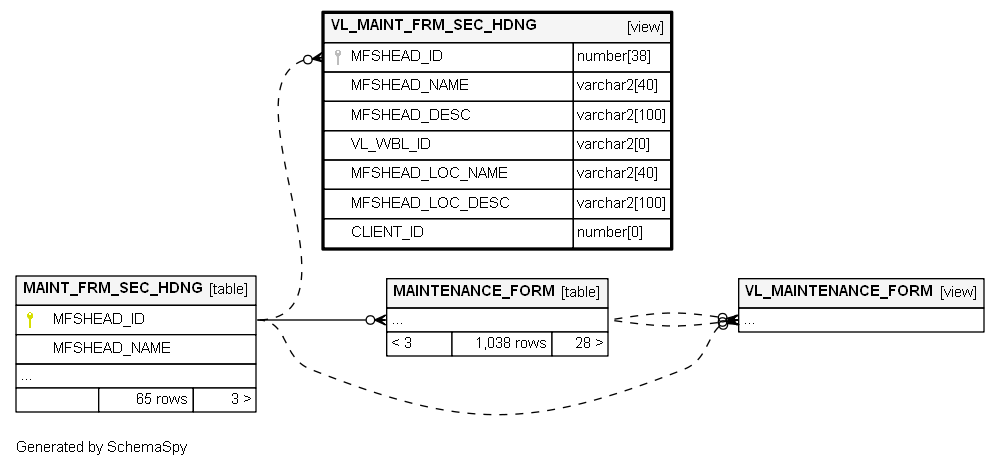 VL_MAINT_FRM_SEC_HDNG [view]
MFSHEAD_ID number[38]
MFSHEAD_NAME varchar2[40]
MFSHEAD_DESC varchar2[100]
VL_WBL_ID varchar2[0]
MFSHEAD_LOC_NAME varchar2[40]
MFSHEAD_LOC_DESC varchar2[100]
CLIENT_ID number[0]
MAINT_FRM_SEC_HDNG [table]
MFSHEAD_ID
MFSHEAD_NAME
...
65 rows 3 >
MAINTENANCE_FORM [table]
...
< 3 1,038 rows 28 >
VL_MAINTENANCE_FORM [view]
...
Generated by SchemaSpy